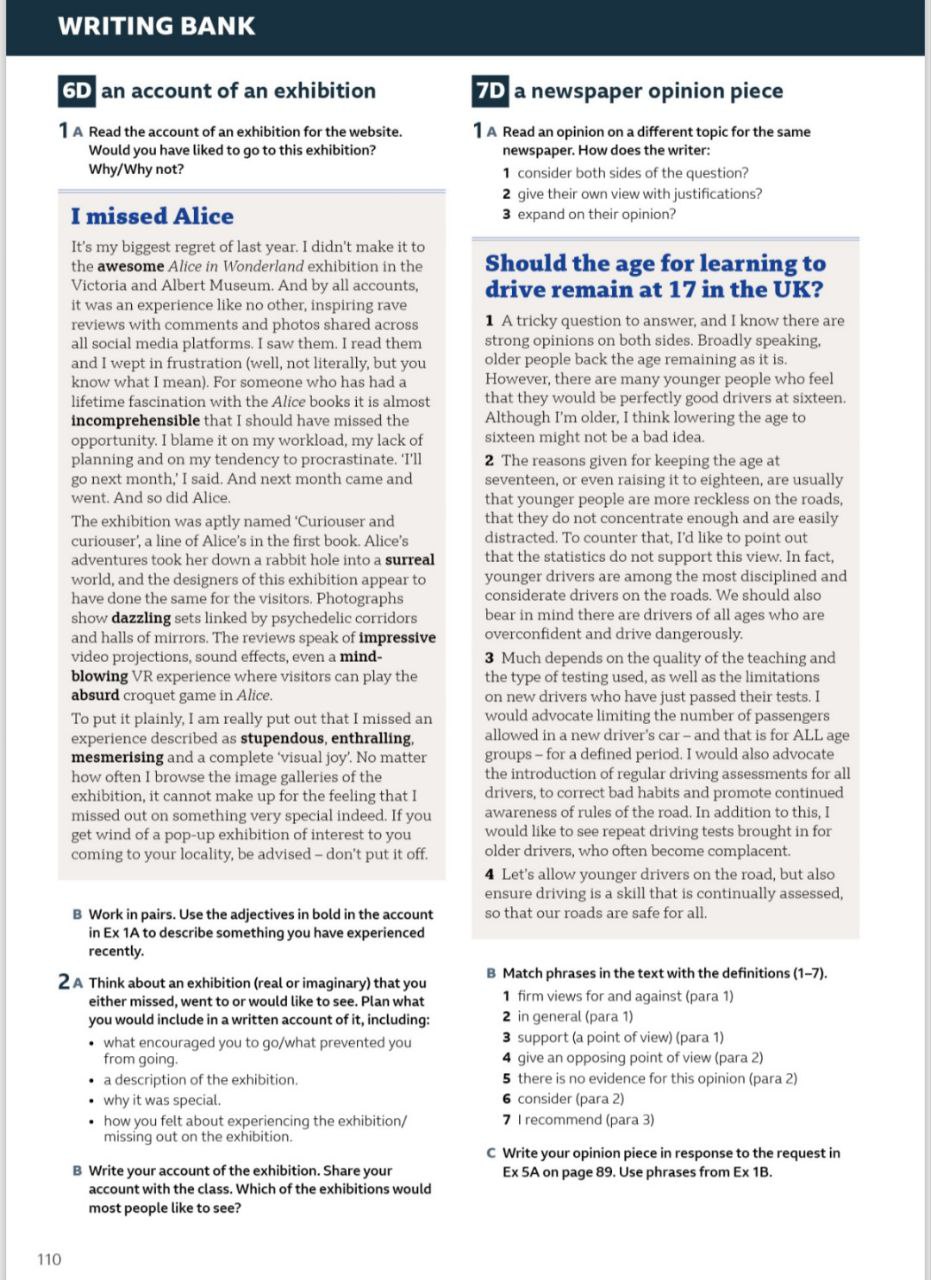 WRITING BANK
6D an account of an exhibition
1 A Read the account of an exhibition for the website.
Would you have liked to go to this exhibition?
Why/Why not?
I missed Alice
It's my biggest regret of last year. I didn't make it to
the awesome Alice in Wonderland exhibition in the
Victoria and Albert Museum. And by all accounts,
it was an experience like no other, inspiring rave
reviews with comments and photos shared across
all social media platforms. I saw them. I read them
and I wept in frustration (well, not literally, but you
know what I mean). For someone who has had a
lifetime fascination with the Alice books it is almost
incomprehensible that I should have missed the
opportunity. I blame it on my workload, my lack of
planning and on my tendency to procrastinate. 'I'll
go next month,' I said. And next month came and
went. And so did Alice.
The exhibition was aptly named 'Curiouser and
curiouser', a line of Alice's in the first book. Alice's
adventures took her down a rabbit hole into a surreal
world, and the designers of this exhibition appear to
have done the same for the visitors. Photographs
show dazzling sets linked by psychedelic corridors
and halls of mirrors. The reviews speak of impressive
video projections, sound effects, even a mind-
blowing VR experience where visitors can play the
absurd croquet game in Alice.
To put it plainly, I am really put out that I missed an
experience described as stupendous, enthralling,
mesmerising and a complete 'visual joy'. No matter
how often I browse the image galleries of the
exhibition, it cannot make up for the feeling that I
missed out on something very special indeed. If you
get wind of a pop-up exhibition of interest to you
coming to your locality, be advised – don't put it off.
B Work in pairs. Use the adjectives in bold in the account
in Ex 1A to describe something you have experienced
recently.
2 A Think about an exhibition (real or imaginary) that you
either missed, went to or would like to see. Plan what
you would include in a written account of it, including:
• what encouraged you to go/what prevented you
from going.
• a description of the exhibition.
• why it was special.
• how you felt about experiencing the exhibition/
missing out on the exhibition.
B Write your account of the exhibition. Share your
account with the class. Which of the exhibitions would
most people like to see?
110
7D a newspaper opinion piece
1 A Read an opinion on a different topic for the same
newspaper. How does the writer:
1 consider both sides of the question?
2 give their own view with justifications?
3 expand on their opinion?
Should the age for learning to
drive remain at 17 in the UK?
1 A tricky question to answer, and I know there are
strong opinions on both sides. Broadly speaking,
older people back the age remaining as it is.
However, there are many younger people who feel
that they would be perfectly good drivers at sixteen.
Although I'm older, I think lowering the age to
sixteen might not be a bad idea.
2 The reasons given for keeping the age at
seventeen, or even raising it to eighteen, are usually
that younger people are more reckless on the roads,
that they do not concentrate enough and are easily
distracted. To counter that, I'd like to point out
that the statistics do not support this view. In fact,
younger drivers are among the most disciplined and
considerate drivers on the roads. We should also
bear in mind there are drivers of all ages who are
overconfident and drive dangerously.
3 Much depends on the quality of the teaching and
the type of testing used, as well as the limitations
on new drivers who have just passed their tests. I
would advocate limiting the number of passengers
allowed in a new driver's car – and that is for ALL age
groups – for a defined period. I would also advocate
the introduction of regular driving assessments for all
drivers, to correct bad habits and promote continued
awareness of rules of the road. In addition to this, I
would like to see repeat driving tests brought in for
older drivers, who often become complacent.
4 Let's allow younger drivers on the road, but also
ensure driving is a skill that is continually assessed,
so that our roads are safe for all.
B Match phrases in the text with the definitions (1–7).
1 firm views for and against (para 1)
2 in general (para 1)
3 support (a point of view) (para 1)
4 give an opposing point of view (para 2)
5 there is no evidence for this opinion (para 2)
6 consider (para 2)
7 I recommend (para 3)
C Write your opinion piece in response to the request in
Ex 5A on page 89. Use phrases from Ex 1B.